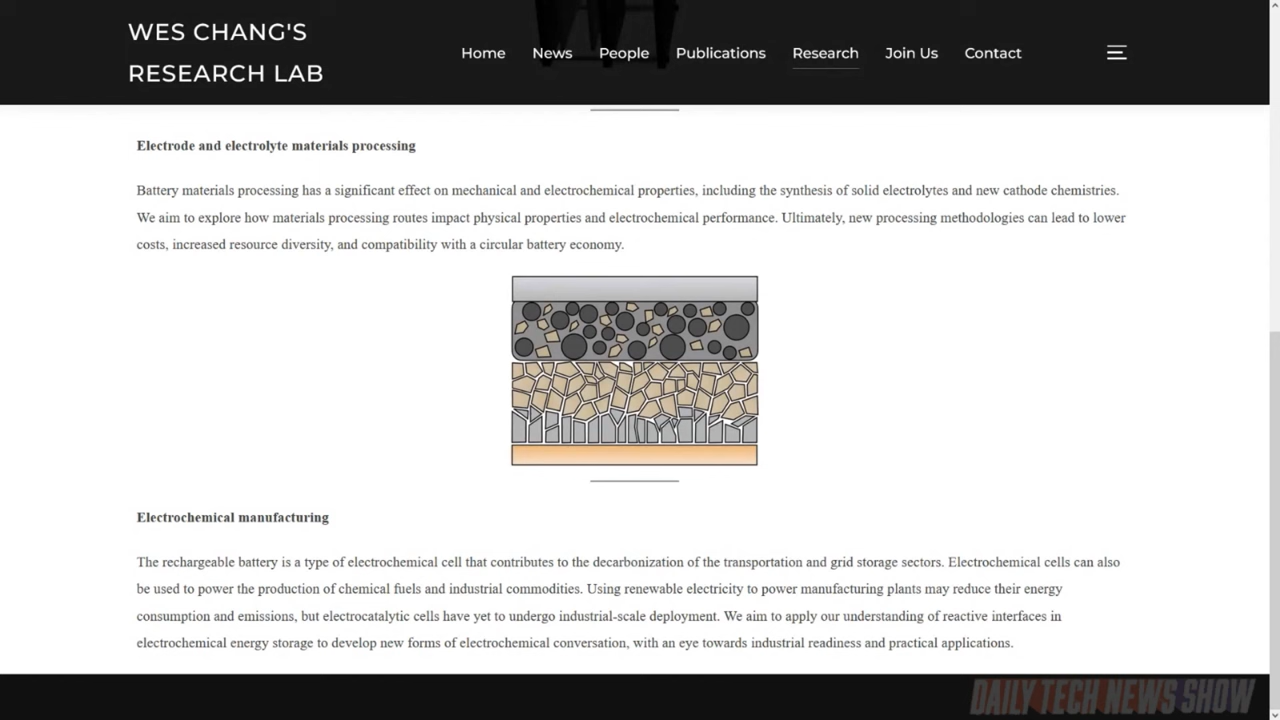 WES CHANG'S
RESEARCH LAB
Home News People Publications Research Join Us Contact
Electrode and electrolyte materials processing
Battery materials processing has a significant effect on mechanical and electrochemical properties, including the synthesis of solid electrolytes and new cathode chemistries.
We aim to explore how materials processing routes impact physical properties and electrochemical performance. Ultimately, new processing methodologies can lead to lower
costs, increased resource diversity, and compatibility with a circular battery economy.
Electrochemical manufacturing
The rechargeable battery is a type of electrochemical cell that contributes to the decarbonization of the transportation and grid storage sectors. Electrochemical cells can also
be used to power the production of chemical fuels and industrial commodities. Using renewable electricity to power manufacturing plants may reduce their energy
consumption and emissions, but electrocatalytic cells have yet to undergo industrial-scale deployment. We aim to apply our understanding of reactive interfaces in
electrochemical energy storage to develop new forms of electrochemical conversation, with an eye towards industrial readiness and practical applications.
DAILY TECH NEWS SHOW